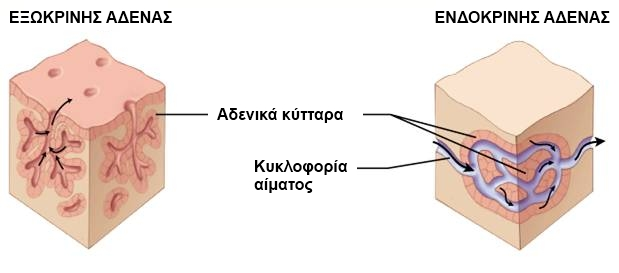 ΕΞΩΚΡΙΝΗΣ ΑΔΕΝΑΣ
ΕΝΔΟΚΡΙΝΗΣ ΑΔΕΝΑΣ
Αδενικά κύτταρα
Κυκλοφορία
αίματος